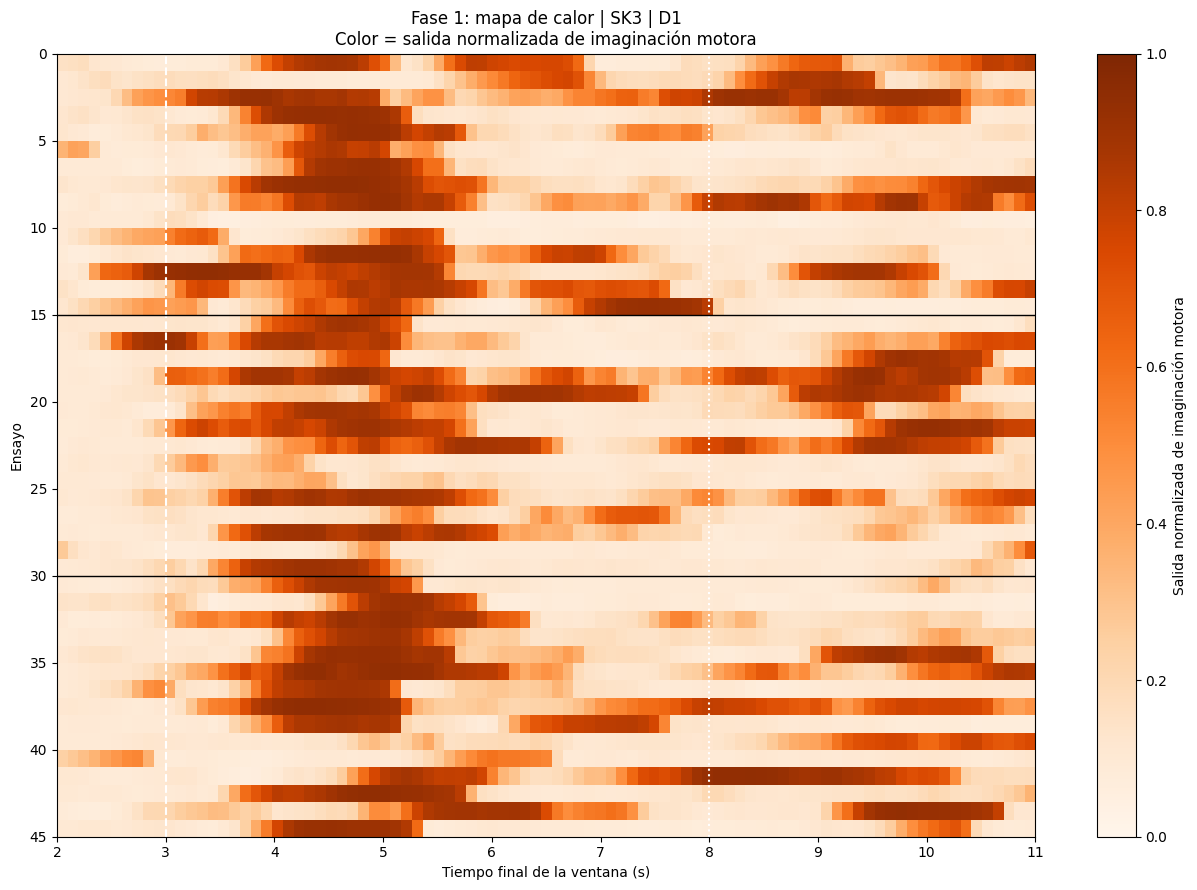 Fase 1: mapa de calor | SK3 | D1
Color = salida normalizada de imaginación motora
0
5
10
15
20
25
30
35
40
45
Ensayo
2 3 4 5 6 7 8 9 10 11
Tiempo final de la ventana (s)
1.0
0.8
0.6
0.4
0.2
0.0
Salida normalizada de imaginación motora